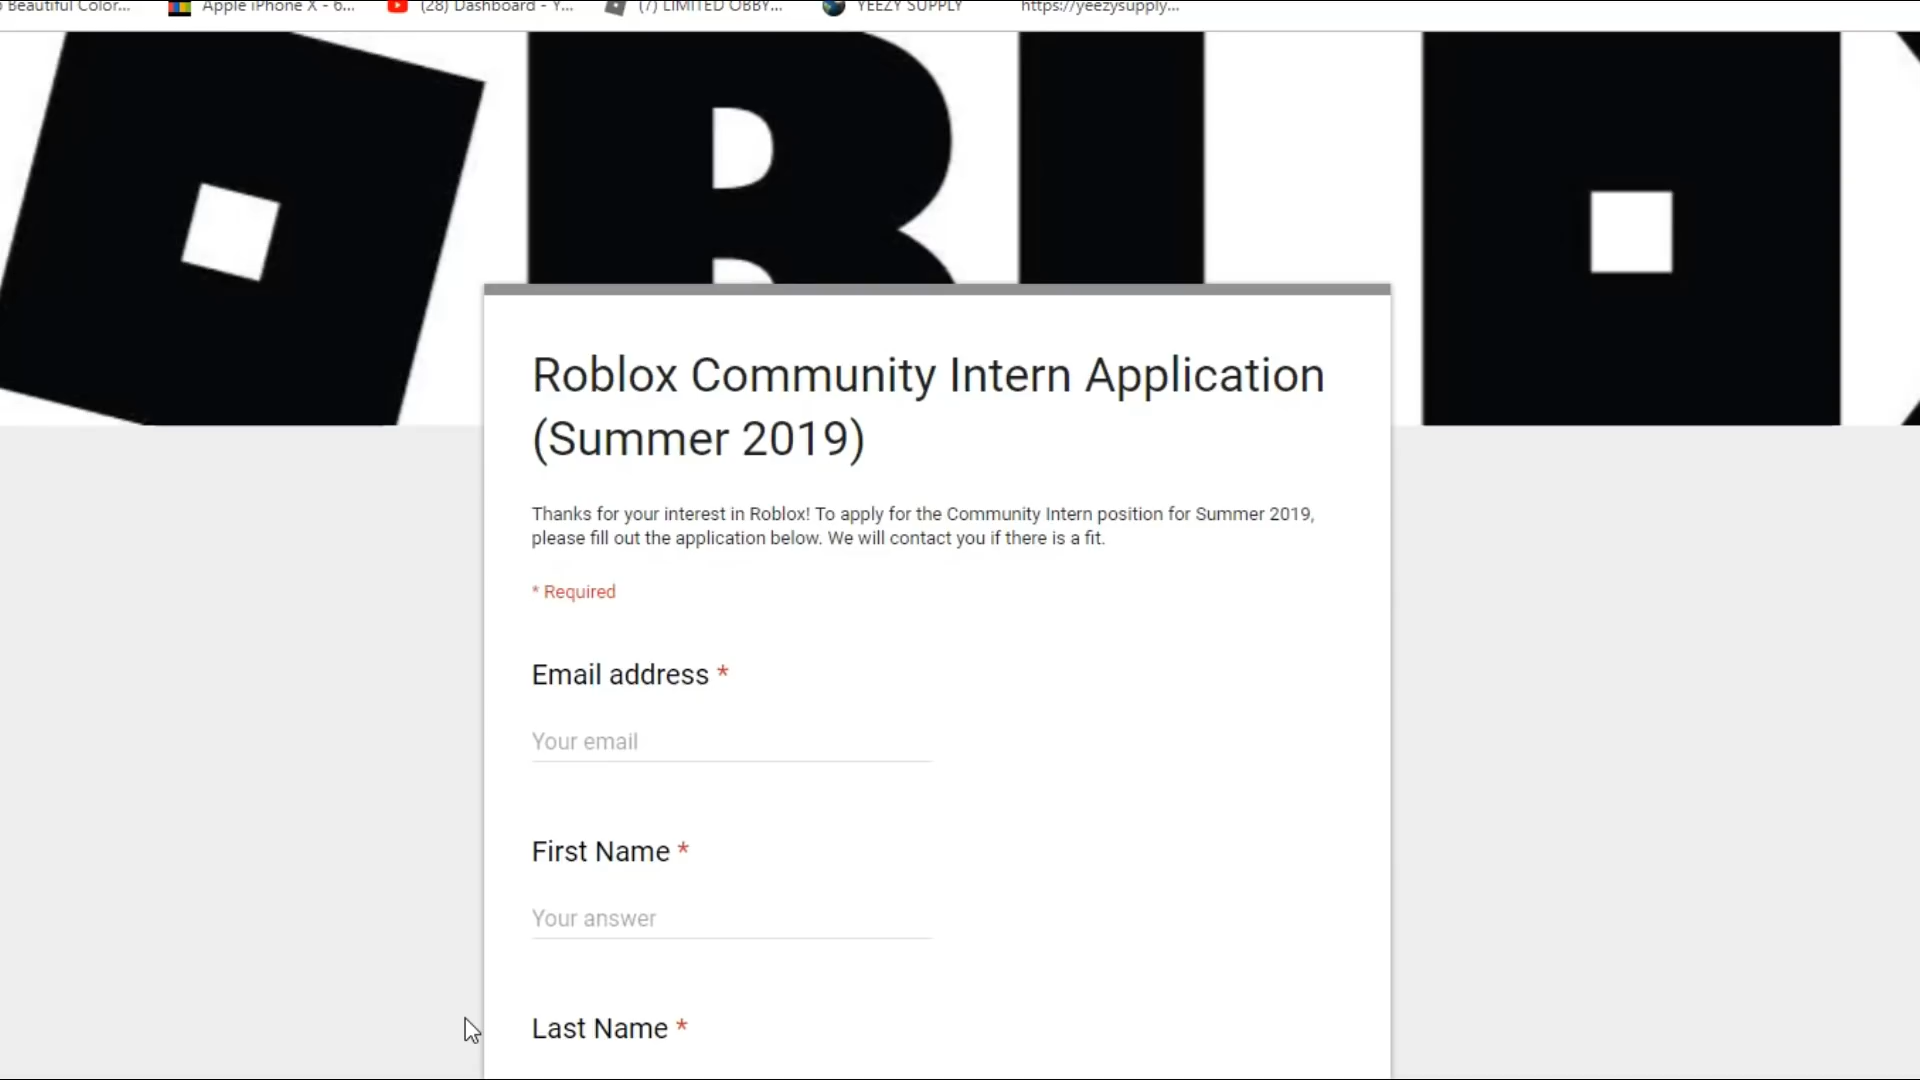 Beautiful Color...
Apple iPhone X - 6...
(28) Dashboard - Y...
(7) LIMITED OBBY...
YEEZY SUPPLY
https://yeezysupply...
RBLO
Roblox Community Intern Application
(Summer 2019)
Thanks for your interest in Roblox! To apply for the Community Intern position for Summer 2019,
please fill out the application below. We will contact you if there is a fit.
* Required
Email address *
Your email
First Name *
Your answer
Last Name *